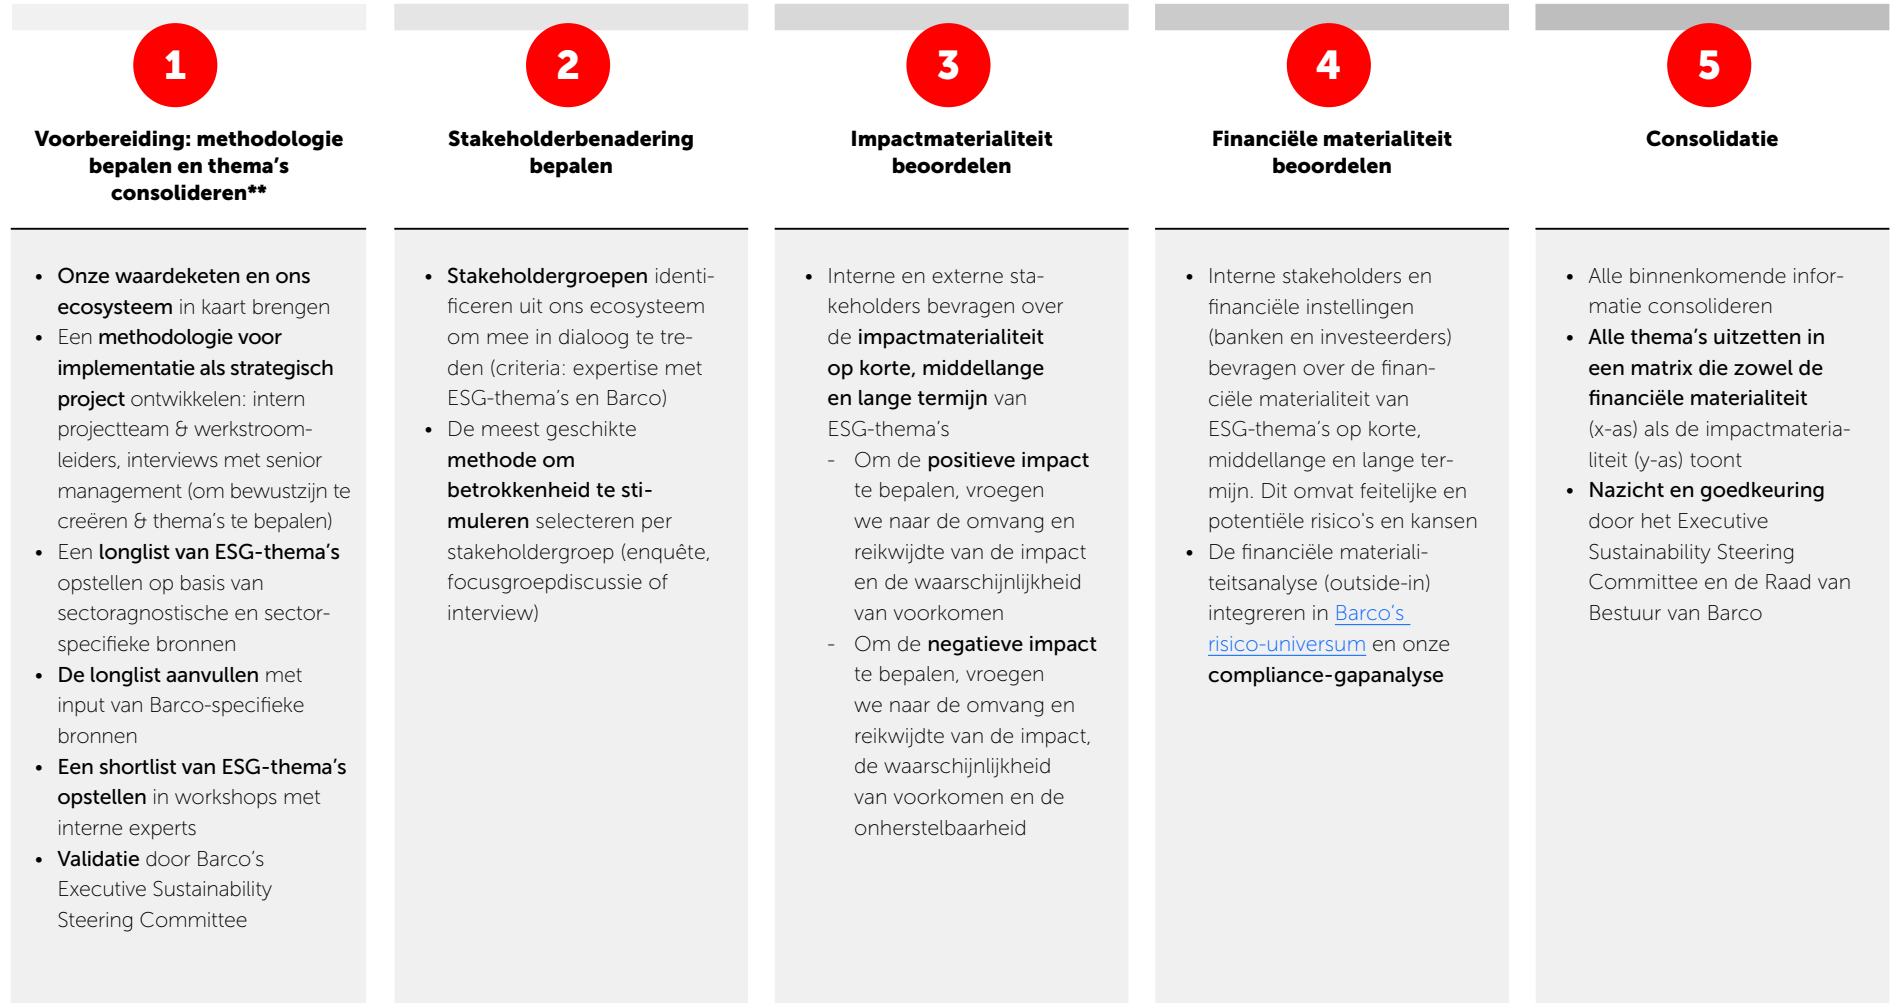 1
Voorbereiding: methodologie
bepalen en thema's
consolideren**
• Onze waardeketen en ons
ecosysteem in kaart brengen
• Een methodologie voor
implementatie als strategisch
project ontwikkelen: intern
projectteam & werkstroom-
leiders, interviews met senior
management (om bewustzijn te
creëren & thema's te bepalen)
• Een longlist van ESG-thema's
opstellen op basis van
sectoragnostische en sector-
specifieke bronnen
• De longlist aanvullen met
input van Barco-specifieke
bronnen
• Een shortlist van ESG-thema's
opstellen in workshops met
interne experts
• Validatie door Barco's
Executive Sustainability
Steering Committee
2
Stakeholderbenadering
bepalen
• Stakeholdergroepen identi-
ficeren uit ons ecosysteem
om mee in dialoog te tre-
den (criteria: expertise met
ESG-thema's en Barco)
• De meest geschikte
methode om
betrokkenheid te sti-
muleren selecteren per
stakeholdergroep (enquête,
focusgroepdiscussie of
interview)
3
Impactmaterialiteit
beoordelen
• Interne en externe sta-
keholders bevragen over
de impactmaterialiteit
op korte, middellange
en lange termijn van
ESG-thema's
- Om de positieve impact
te bepalen, vroegen
we naar de omvang en
reikwijdte van de impact
en de waarschijnlijkheid
van voorkomen
- Om de negatieve impact
te bepalen, vroegen
we naar de omvang en
reikwijdte van de impact,
de waarschijnlijkheid
van voorkomen en de
onherstelbaarheid
4
Financiële materialiteit
beoordelen
• Interne stakeholders en
financiële instellingen
(banken en investeerders)
bevragen over de finan-
ciële materialiteit van
ESG-thema's op korte,
middellange en lange ter-
mijn. Dit omvat feitelijke en
potentiële risico's en kansen
• De financiële materiali-
teitsanalyse (outside-in)
integreren in Barco's
risico-universum en onze
compliance-gapanalyse
5
Consolidatie
• Alle binnenkomende infor-
matie consolideren
• Alle thema's uitzetten in
een matrix die zowel de
financiële materialiteit
(x-as) als de impactmateria-
liteit (y-as) toont
• Nazicht en goedkeuring
door het Executive
Sustainability Steering
Committee en de Raad van
Bestuur van Barco